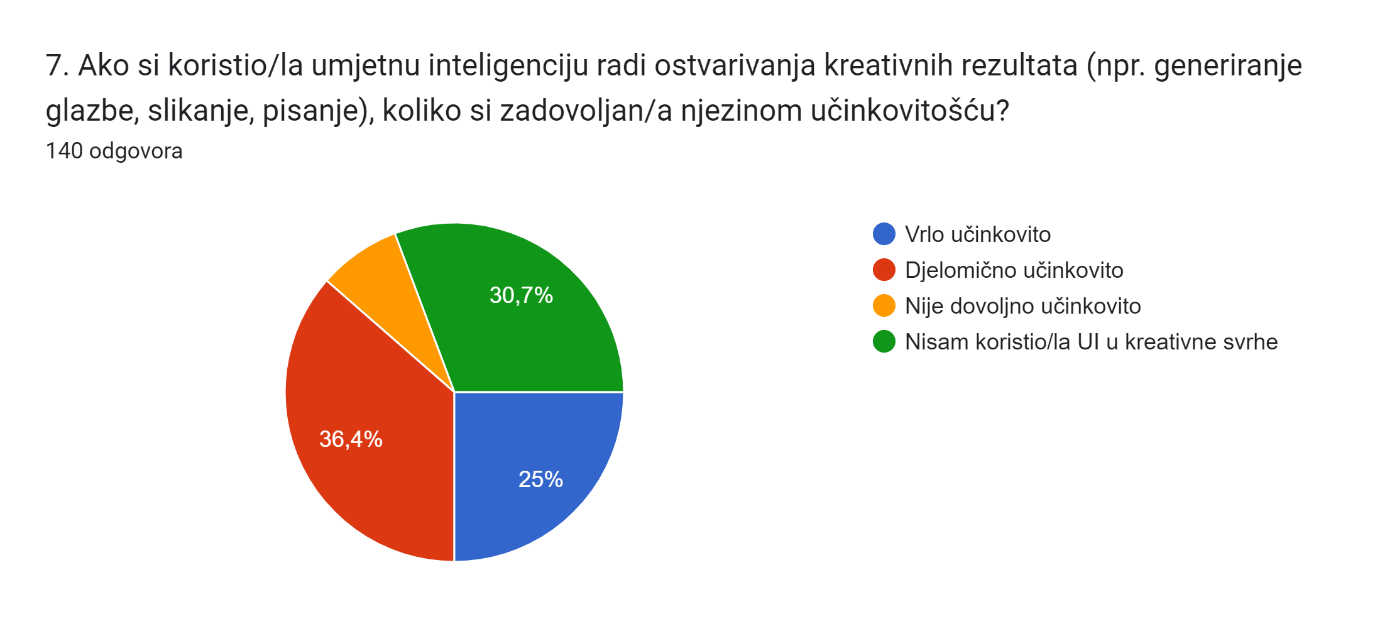 7. Ako si koristio/la umjetnu inteligenciju radi ostvarivanja kreativnih rezultata (npr. generiranje
glazbe, slikanje, pisanje), koliko si zadovoljan/a njezinom učinkovitošću?
140 odgovora
Vrlo učinkovito
Djelomično učinkovito
Nije dovoljno učinkovito
Nisam koristio/la UI u kreativne svrhe
30,7%
36,4%
25%